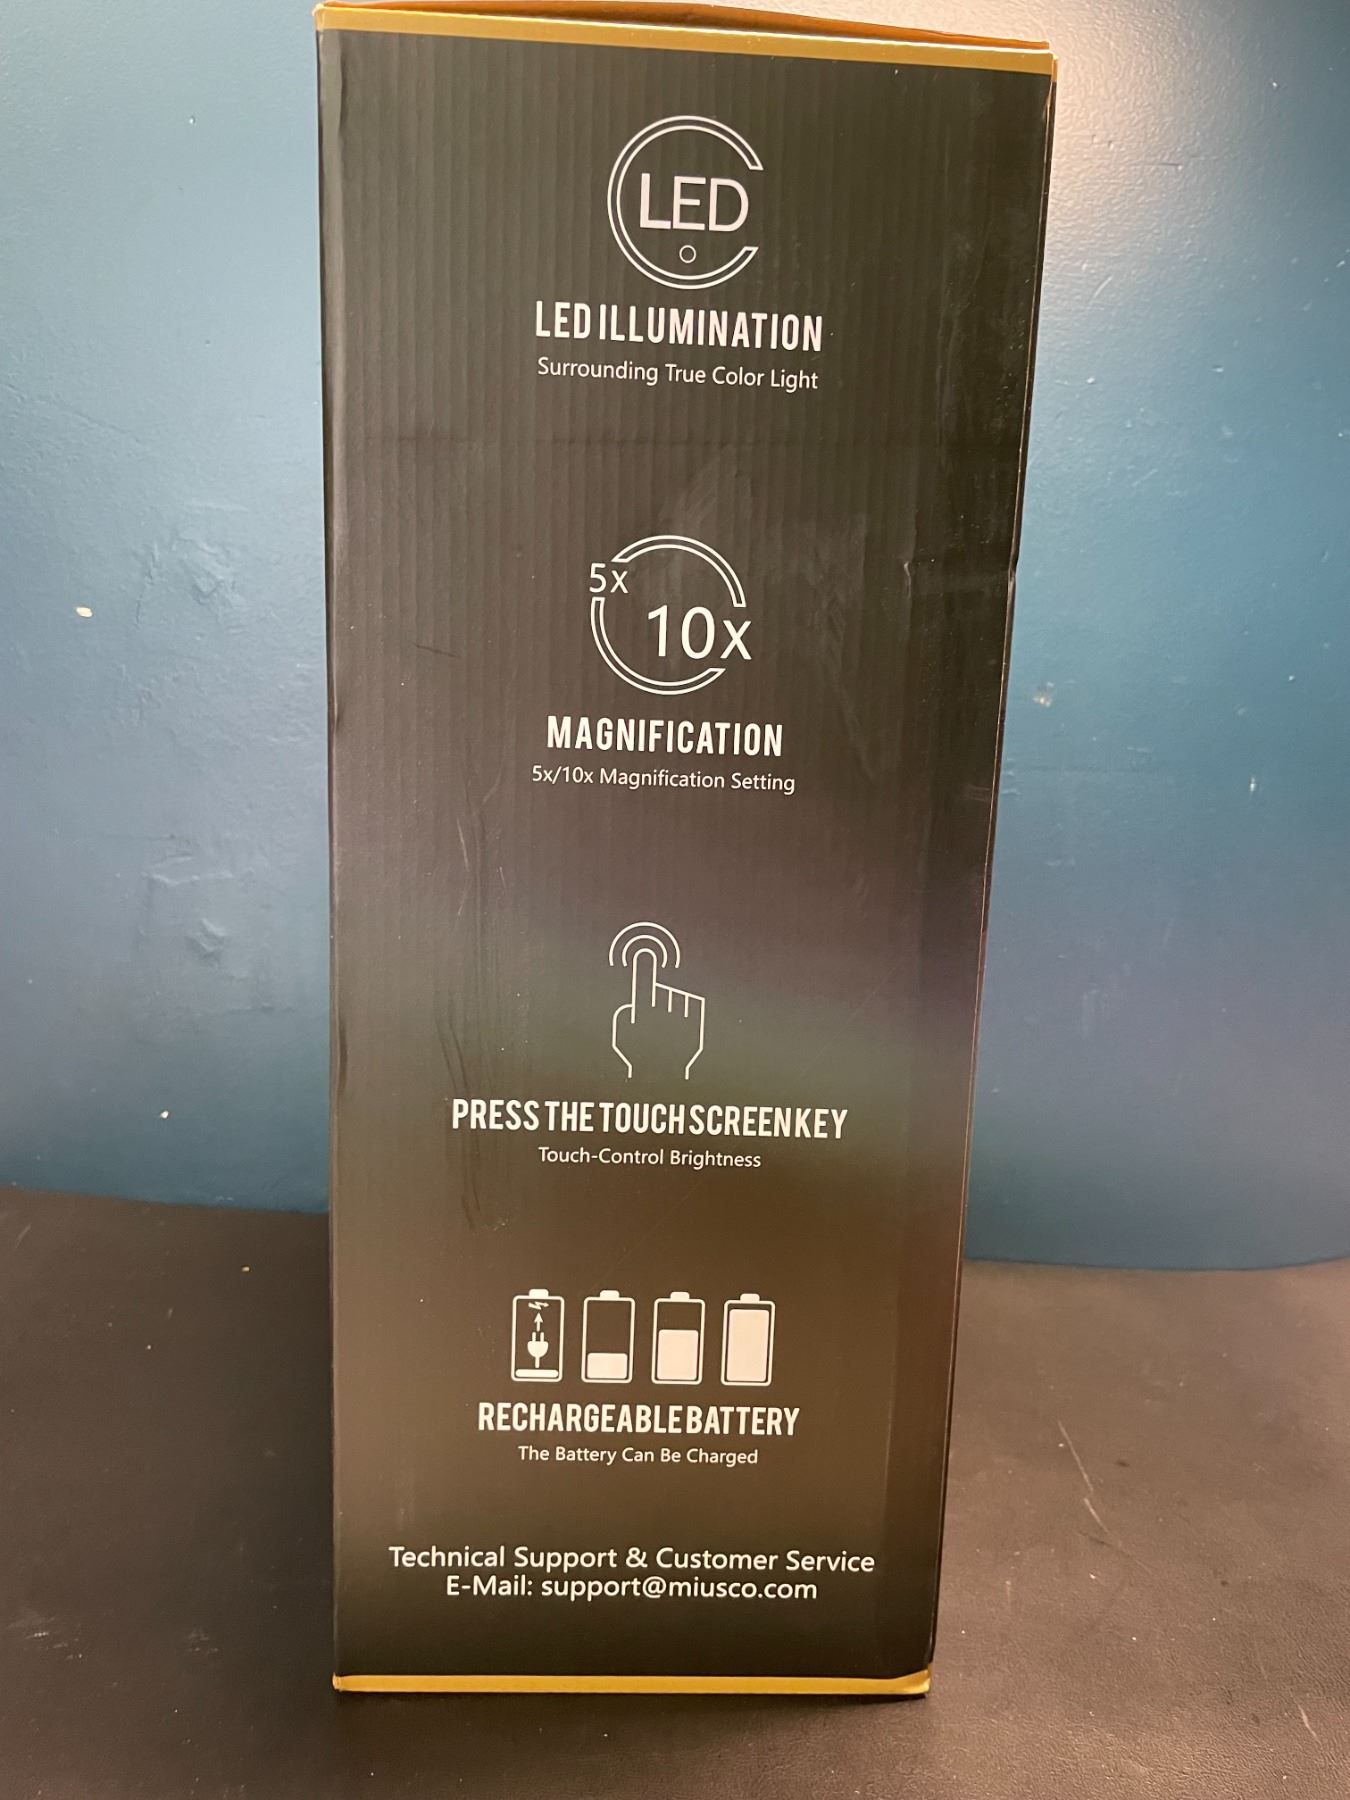 LED
LED ILLUMINATION
Surrounding True Color Light
5x
10x
MAGNIFICATION
5x/10x Magnification Setting
PRESS THE TOUCH SCREEN KEY
Touch-Control Brightness
RECHARGEABLE BATTERY
The Battery Can Be Charged
Technical Support & Customer Service
E-Mail: support@miusco.com